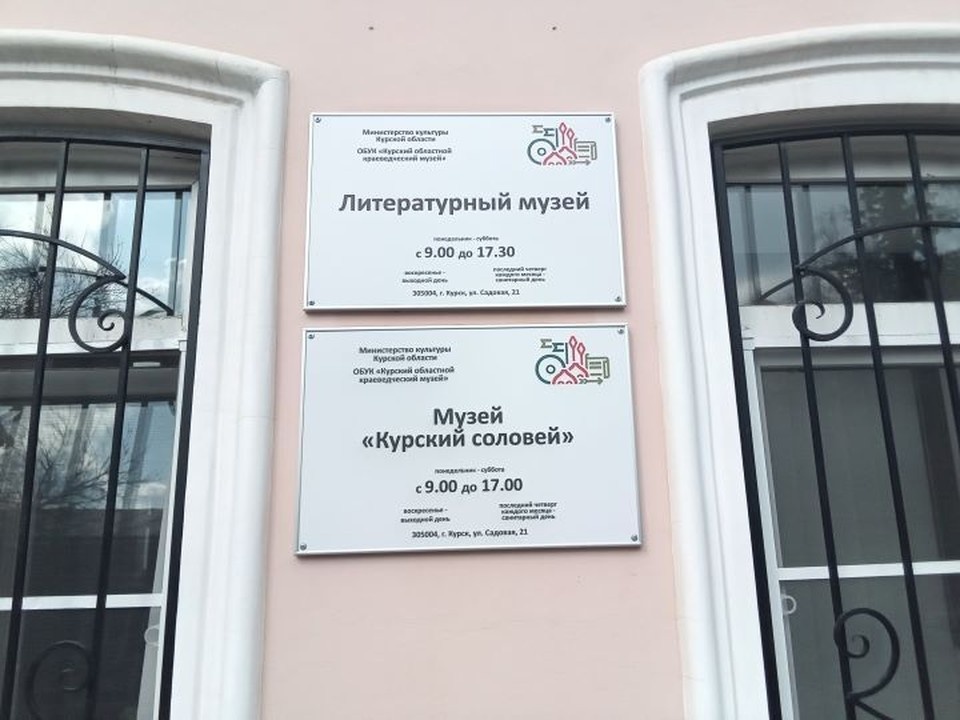 Министерство культуры
Курской области
ОБУК «Курский областной
краеведческий музей»
Литературный музей
понедельник - суббота
с 9.00 до 17.30
воскресенье -
выходной день
последний четверг
каждого месяца -
санитарный день
305004, г. Курск, ул. Садовая, 21
Министерство культуры
Курской области
ОБУК «Курский областной
краеведческий музей»
Музей
«Курский соловей»
понедельник - суббота
с 9.00 до 17.00
воскресенье -
выходной день
последний четверг
каждого месяца -
санитарный день
305004, г. Курск, ул. Садовая, 21